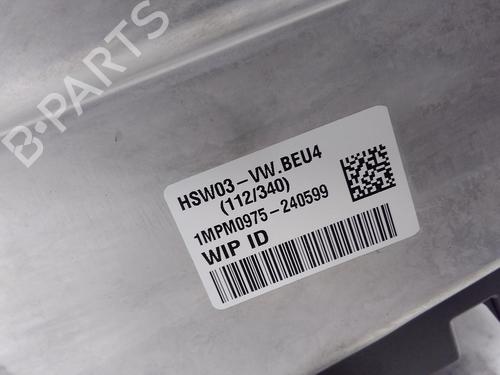 B-PARTS
HSW03-VW.BEU4
(112/340)
1MPM0975-240599
WIP ID